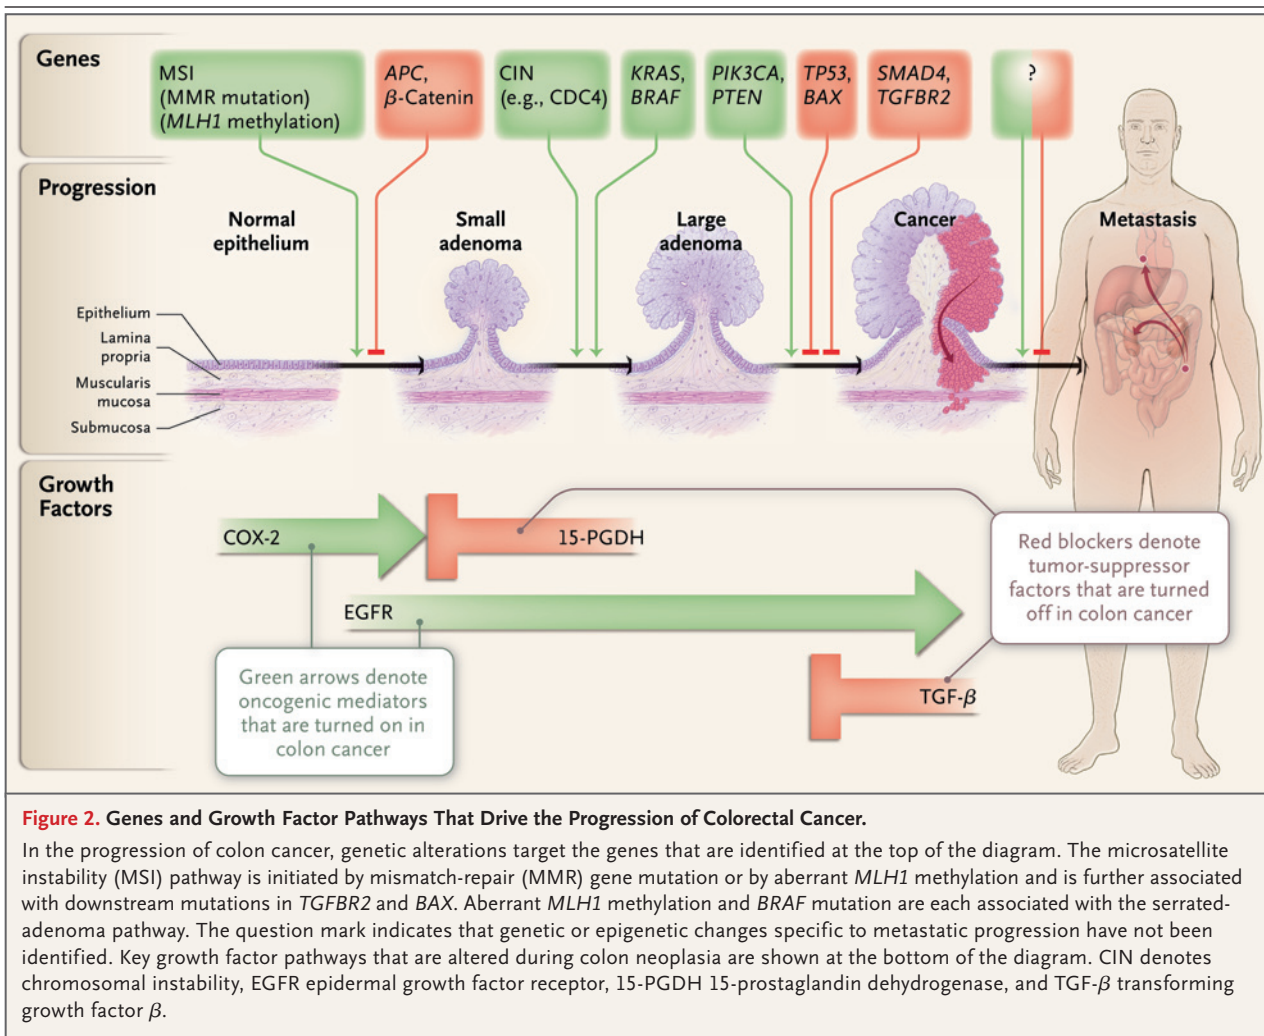 Genes
MSI
(MMR mutation)
(MLH1 methylation)
APC,
β-Catenin
CIN
(e.g., CDC4)
KRAS,
BRAF
PIK3CA,
PTEN
TP53,
BAX
SMAD4,
TGFBR2
?
Progression
Normal
epithelium
Small
adenoma
Large
adenoma
Cancer
Metastasis
Epithelium
Lamina
propria
Muscularis
mucosa
Submucosa
Growth
Factors
COX-2
15-PGDH
EGFR
TGF-β
Green arrows denote
oncogenic mediators
that are turned on in
colon cancer
Red blockers denote
tumor-suppressor
factors that are turned
off in colon cancer
Figure 2. Genes and Growth Factor Pathways That Drive the Progression of Colorectal Cancer.
In the progression of colon cancer, genetic alterations target the genes that are identified at the top of the diagram. The microsatellite
instability (MSI) pathway is initiated by mismatch-repair (MMR) gene mutation or by aberrant MLH1 methylation and is further associated
with downstream mutations in TGFBR2 and BAX. Aberrant MLH1 methylation and BRAF mutation are each associated with the serrated-
adenoma pathway. The question mark indicates that genetic or epigenetic changes specific to metastatic progression have not been
identified. Key growth factor pathways that are altered during colon neoplasia are shown at the bottom of the diagram. CIN denotes
chromosomal instability, EGFR epidermal growth factor receptor, 15-PGDH 15-prostaglandin dehydrogenase, and TGF-β transforming
growth factor β.